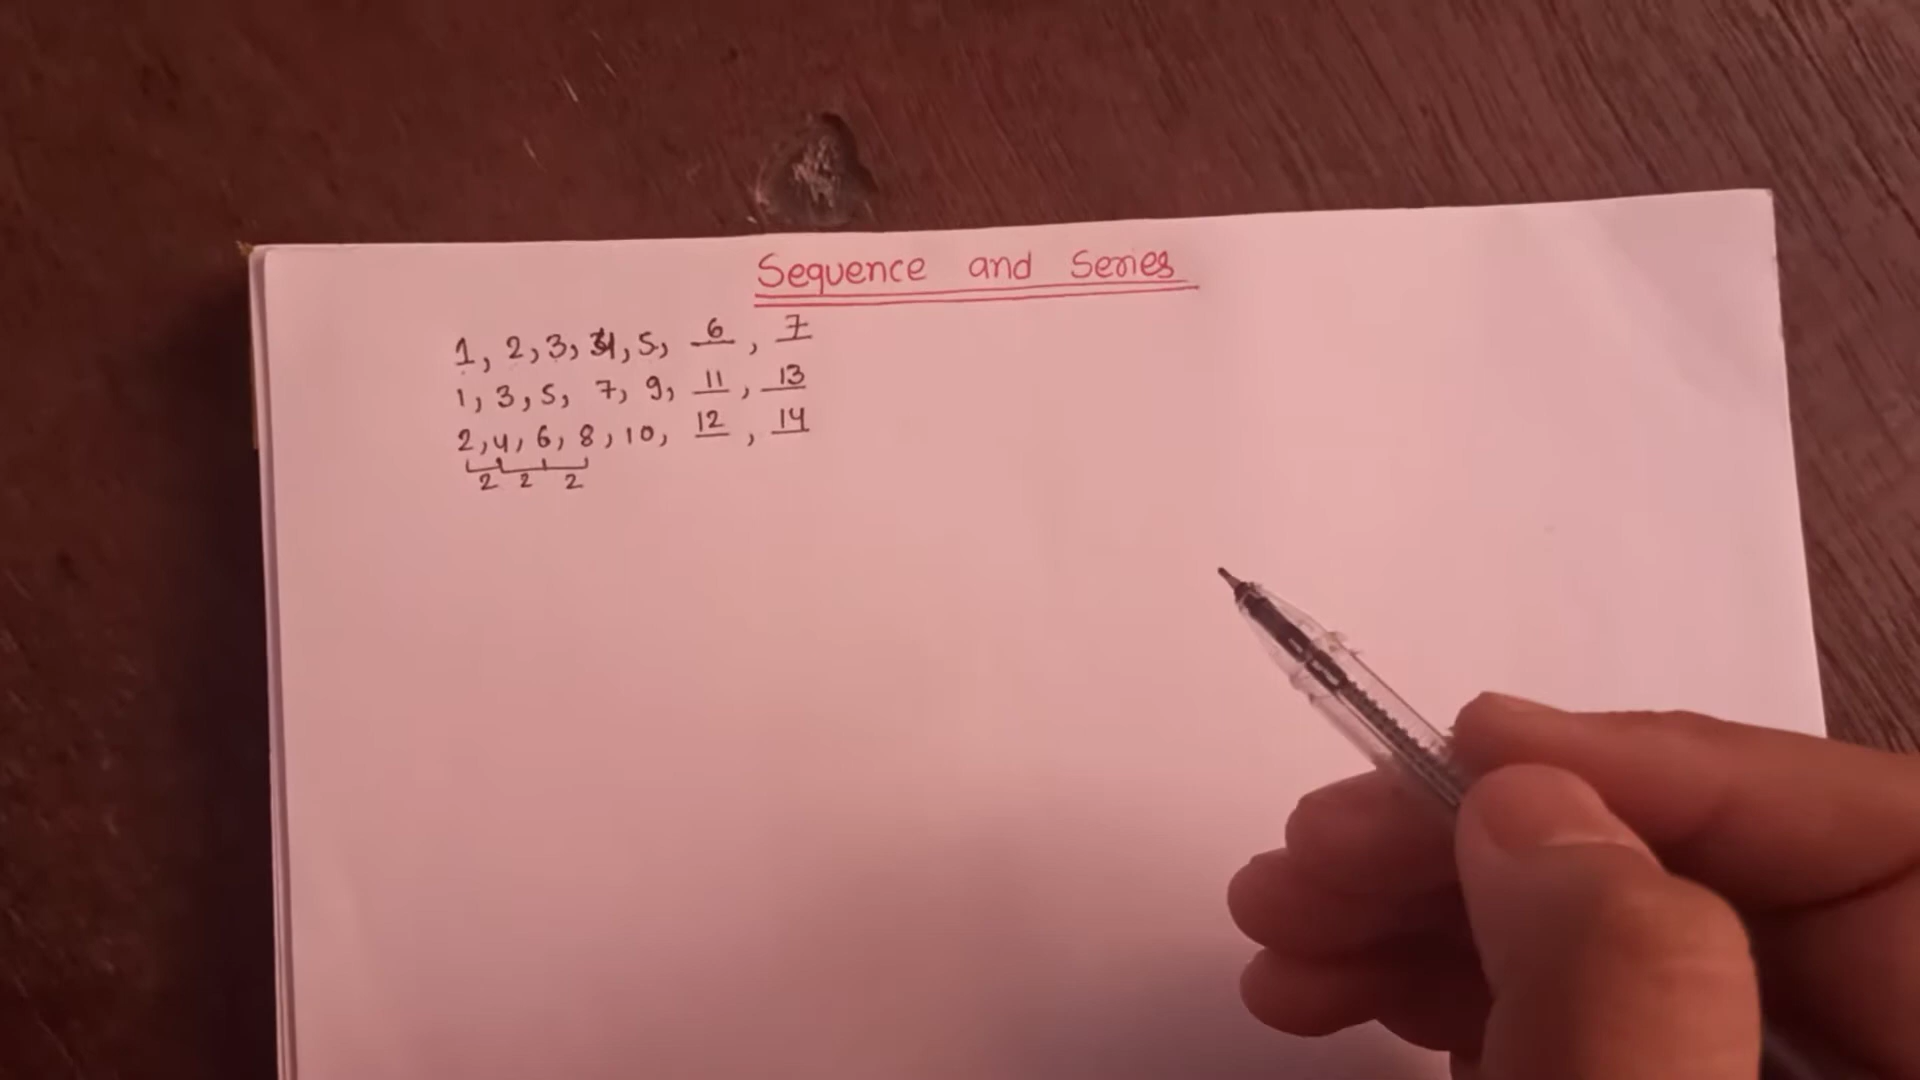 Sequence and Series
1, 2, 3, 4, 5, 6, 7
1, 3, 5, 7, 9, 11, 13
2, 4, 6, 8, 10, 12, 14
2 2 2